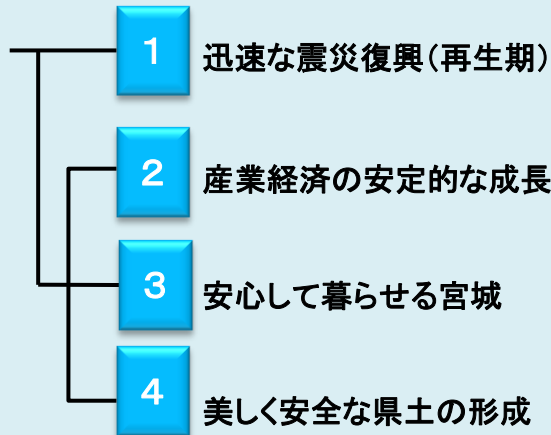 1 迅速な震災復興(再生期)
2 産業経済の安定的な成長
3 安心して暮らせる宮城
4 美しく安全な県土の形成